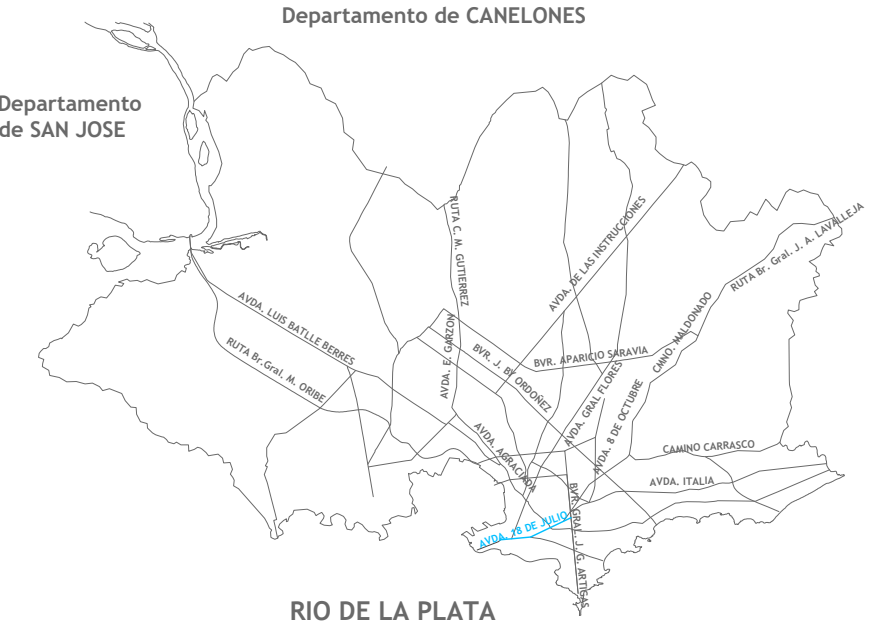 Departamento de CANELONES
Departamento
de SAN JOSE
RUTA C. M. GUTIERREZ
AVDA. DE LAS INSTRUCCIONES
RUTA Br. Gral. J. A. LAVALLEJA
AVDA. LUIS BATLLE BERRES
RUTA Br.Gral. M. ORIBE
AVDA. E. GARZON
BVR. J. BY ORDOÑEZ
BVR. APARICIO SARAVIA
CMNO. MALDONADO
AVDA. GRAL FLORES
AVDA. 8 DE OCTUBRE
AVDA. AGRACIADA
CAMINO CARRASCO
AVDA. ITALIA
BVR. GRAL. J. G. ARTIGAS
AVDA. 18 DE JULIO
RIO DE LA PLATA